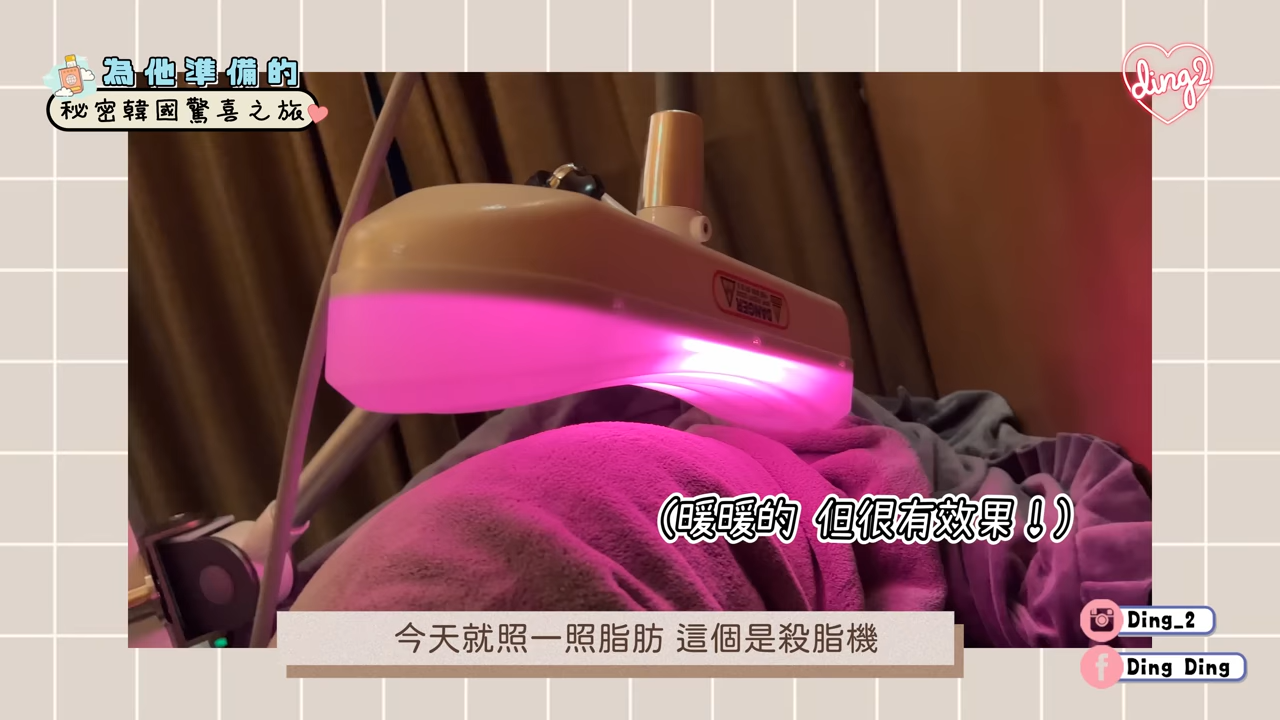 為他準備的
秘密韓國驚喜之旅
ding2
DANGER
(暖暖的 但很有效果！)
今天就照一照脂肪 這個是殺脂機
Ding_2
Ding Ding